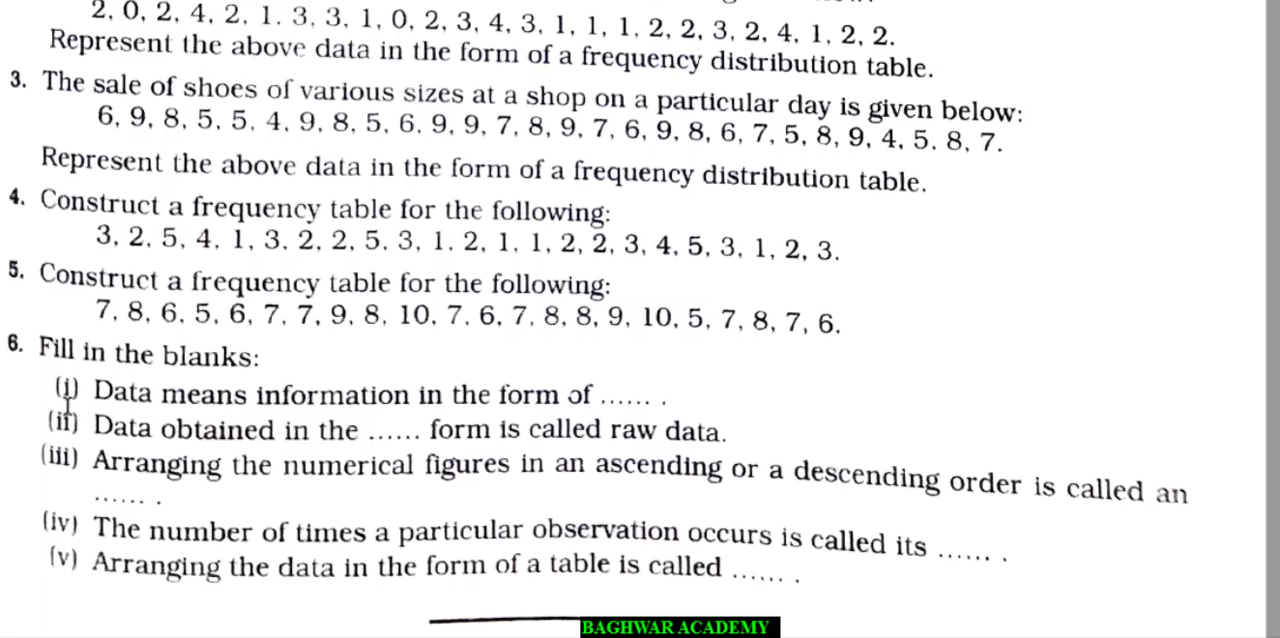 2, 0, 2, 4, 2, 1. 3, 3, 1, 0, 2, 3, 4, 3, 1, 1, 1, 2, 2, 3, 2, 4, 1, 2, 2.
Represent the above data in the form of a frequency distribution table.
3. The sale of shoes of various sizes at a shop on a particular day is given below:
6, 9, 8, 5, 5, 4, 9, 8, 5, 6, 9, 9, 7, 8, 9, 7, 6, 9, 8, 6, 7, 5, 8, 9, 4, 5, 8, 7.
Represent the above data in the form of a frequency distribution table.
4. Construct a frequency table for the following:
3, 2, 5, 4, 1, 3, 2, 2, 5, 3, 1, 2, 1, 1, 2, 2, 3, 4, 5, 3, 1, 2, 3.
5. Construct a frequency table for the following:
7, 8, 6, 5, 6, 7, 7, 9, 8, 10, 7, 6, 7, 8, 8, 9, 10, 5, 7, 8, 7, 6.
6. Fill in the blanks:
(i) Data means information in the form of ...... .
(ii) Data obtained in the ...... form is called raw data.
(iii) Arranging the numerical figures in an ascending or a descending order is called an
...... .
(iv) The number of times a particular observation occurs is called its ...... .
(v) Arranging the data in the form of a table is called ...... .
BAGHWAR ACADEMY